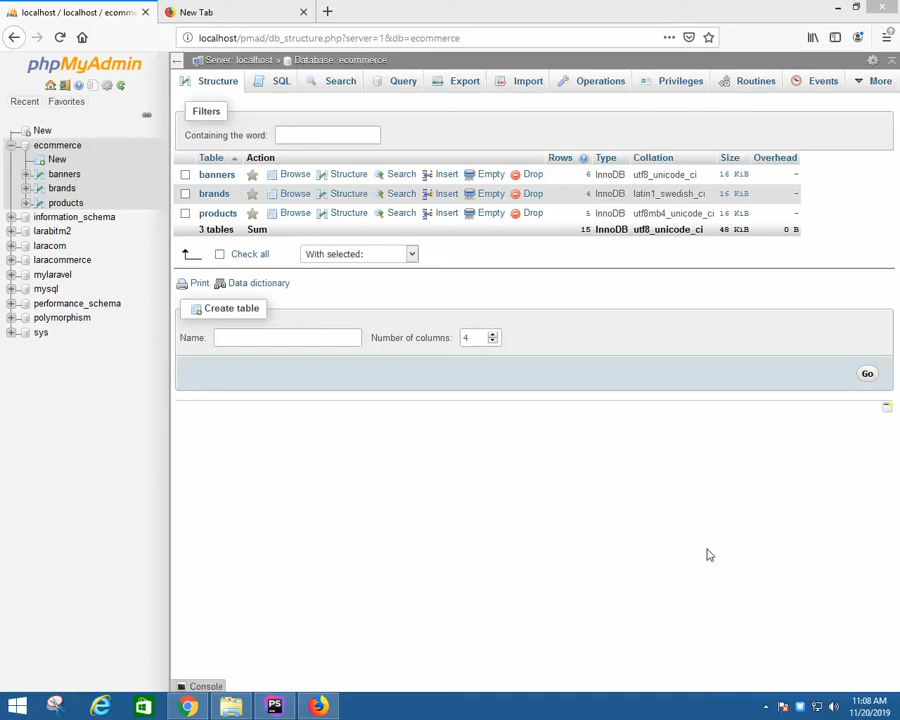 localhost / localhost / ecomm
New Tab
localhost/pmad/db_structure.php?server=1&db=ecommerce
phpMyAdmin
Recent Favorites
New
ecommerce
New
banners
brands
products
information_schema
larabitm2
laracom
laracommerce
mylaravel
mysql
performance_schema
polymorphism
sys
Server: localhost » Database: ecommerce
Structure SQL Search Query Export Import Operations Privileges Routines Events More
Filters
Containing the word:
Table Action Rows Type Collation Size Overhead
banners Browse Structure Search Insert Empty Drop 6 InnoDB utf8_unicode_ci 16 KiB -
brands Browse Structure Search Insert Empty Drop 4 InnoDB latin1_swedish_ci 16 KiB -
products Browse Structure Search Insert Empty Drop 5 InnoDB utf8mb4_unicode_ci 16 KiB -
3 tables Sum 15 InnoDB utf8_unicode_ci 48 KiB 0 B
Check all With selected:
Print Data dictionary
Create table
Name: Number of columns: 4
Go
Console
PS
11:08 AM
11/20/2019